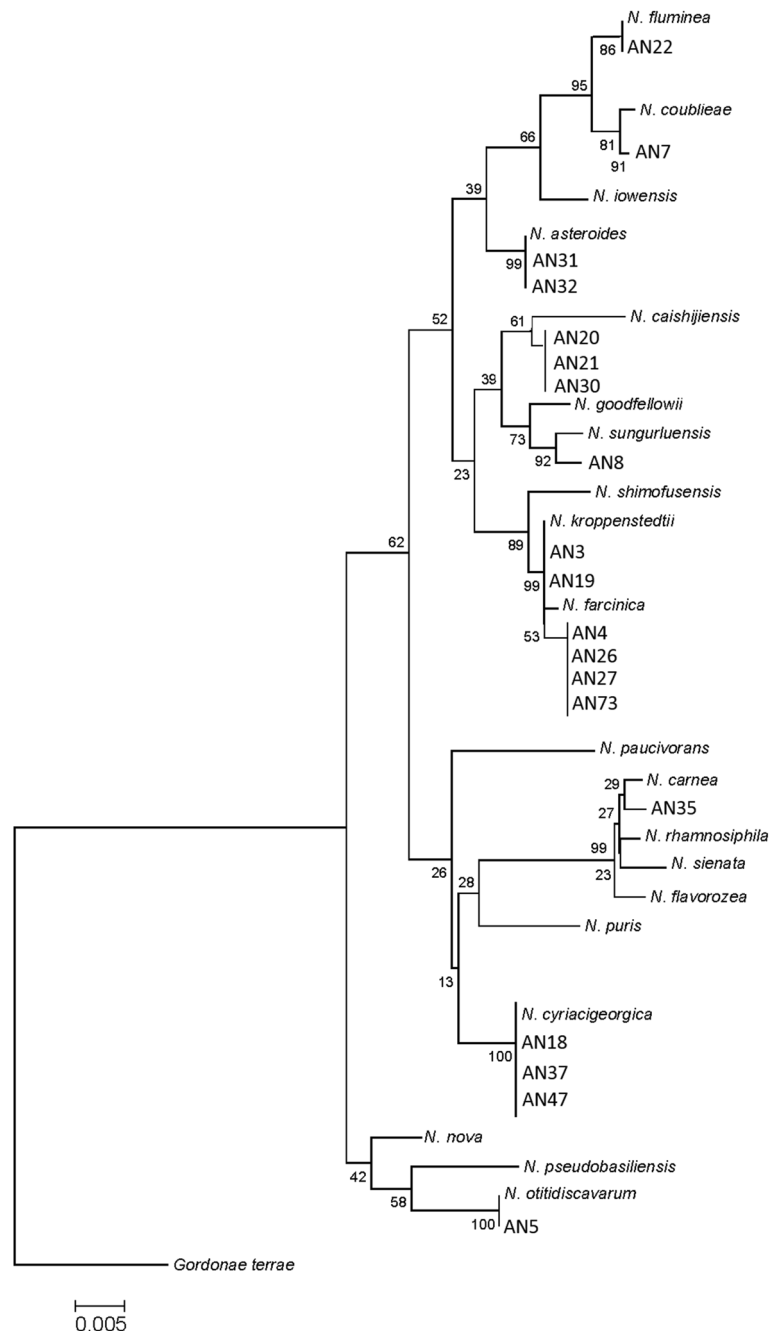 N. fluminea
86
AN22
95
N. coublieae
81
AN7
91
66
N. iowensis
39
N. asteroides
AN31
99
AN32
52
N. caishijiensis
61
AN20
AN21
AN30
39
N. goodfellowii
73
N. sungurluensis
92
AN8
23
N. shimofusensis
N. kroppenstedtii
89
AN3
99
AN19
N. farcinica
53
AN4
AN26
AN27
AN73
62
N. paucivorans
29
N. carnea
27
AN35
N. rhamnosiphila
99
N. sienata
23
26
28
N. flavorozea
N. puris
13
N. cyriacigeorgica
100
AN18
AN37
AN47
N. nova
42
N. pseudobasiliensis
58
N. otitidiscavarum
100
AN5
Gordonae terrae
0.005